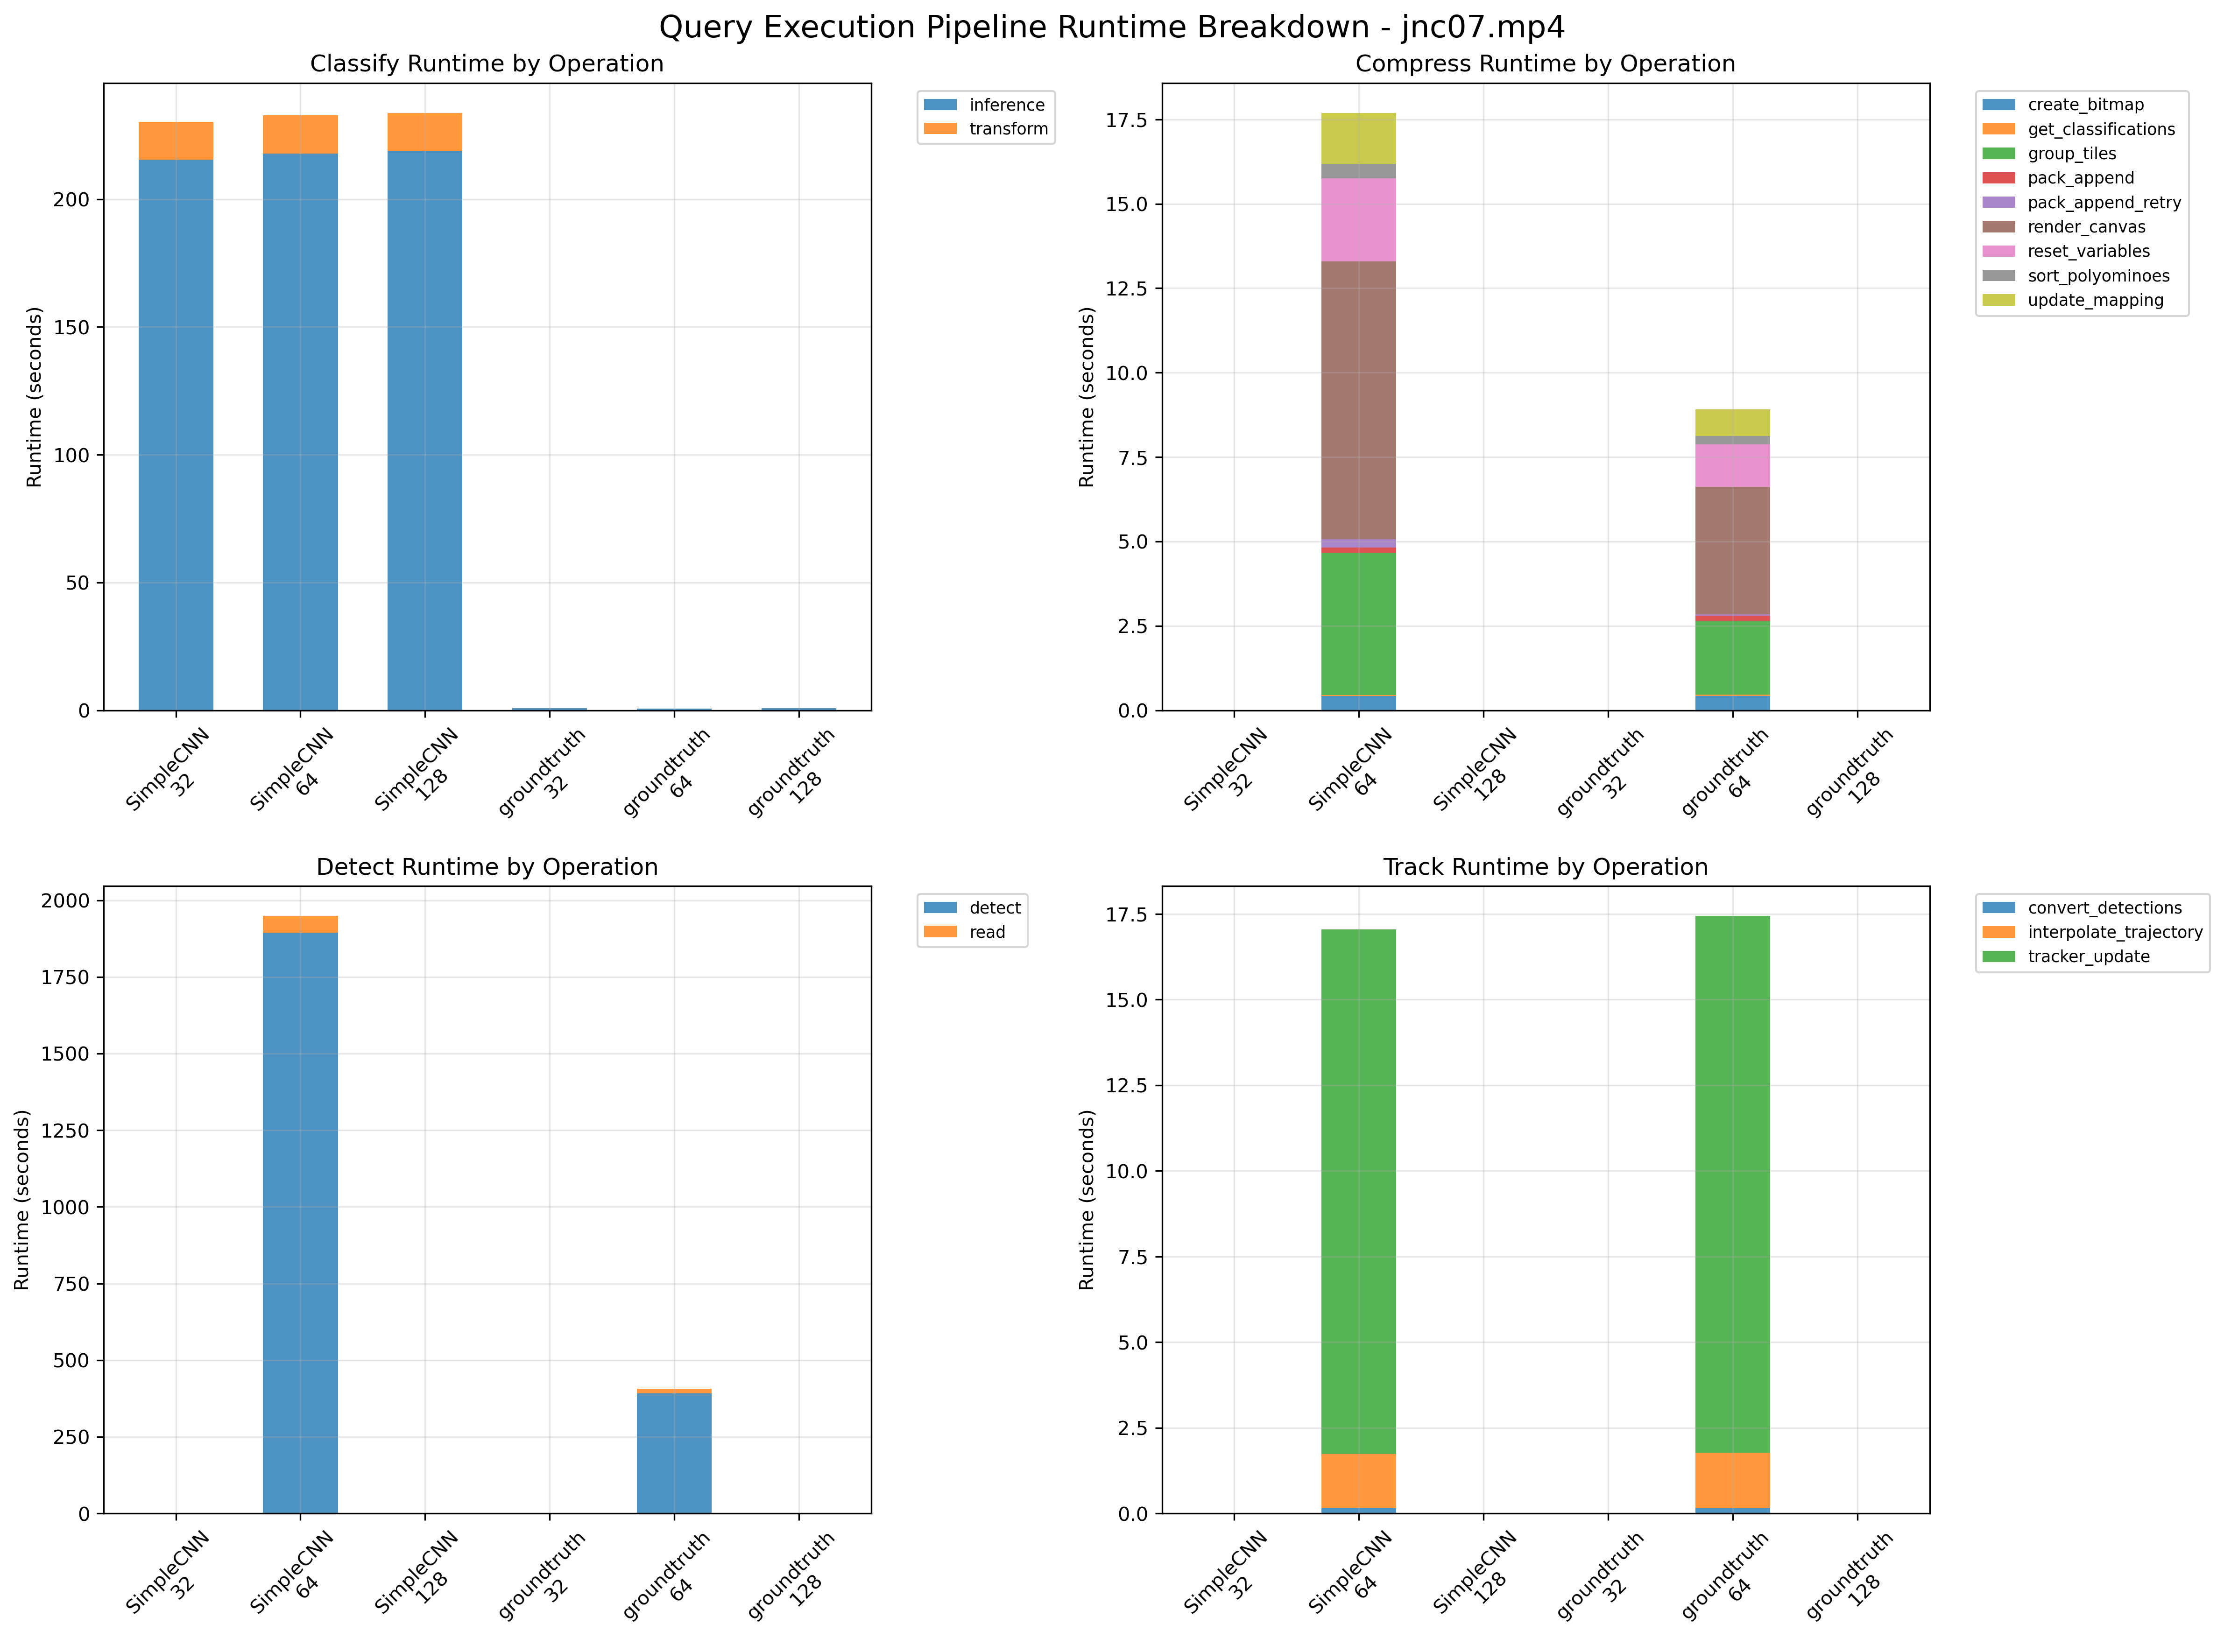 Query Execution Pipeline Runtime Breakdown - jnc07.mp4
Classify Runtime by Operation
Runtime (seconds)
200
150
100
50
0
SimpleCNN
32
SimpleCNN
64
SimpleCNN
128
groundtruth
32
groundtruth
64
groundtruth
128
inference
transform
Compress Runtime by Operation
Runtime (seconds)
17.5
15.0
12.5
10.0
7.5
5.0
2.5
0.0
SimpleCNN
32
SimpleCNN
64
SimpleCNN
128
groundtruth
32
groundtruth
64
groundtruth
128
create_bitmap
get_classifications
group_tiles
pack_append
pack_append_retry
render_canvas
reset_variables
sort_polyominoes
update_mapping
Detect Runtime by Operation
Runtime (seconds)
2000
1750
1500
1250
1000
750
500
250
0
SimpleCNN
32
SimpleCNN
64
SimpleCNN
128
groundtruth
32
groundtruth
64
groundtruth
128
detect
read
Track Runtime by Operation
Runtime (seconds)
17.5
15.0
12.5
10.0
7.5
5.0
2.5
0.0
SimpleCNN
32
SimpleCNN
64
SimpleCNN
128
groundtruth
32
groundtruth
64
groundtruth
128
convert_detections
interpolate_trajectory
tracker_update